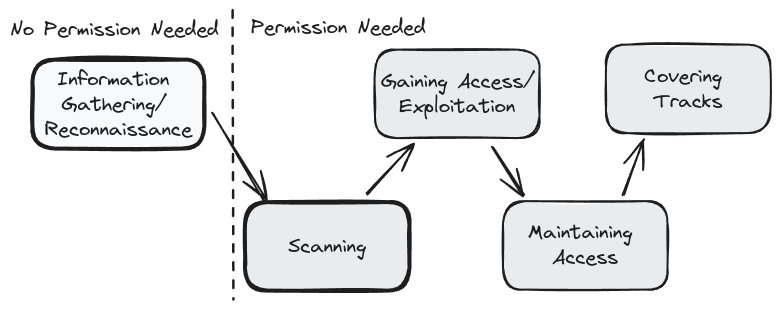 No Permission Needed
Permission Needed
Information
Gathering/
Reconnaissance
Scanning
Gaining Access/
Exploitation
Maintaining
Access
Covering
Tracks